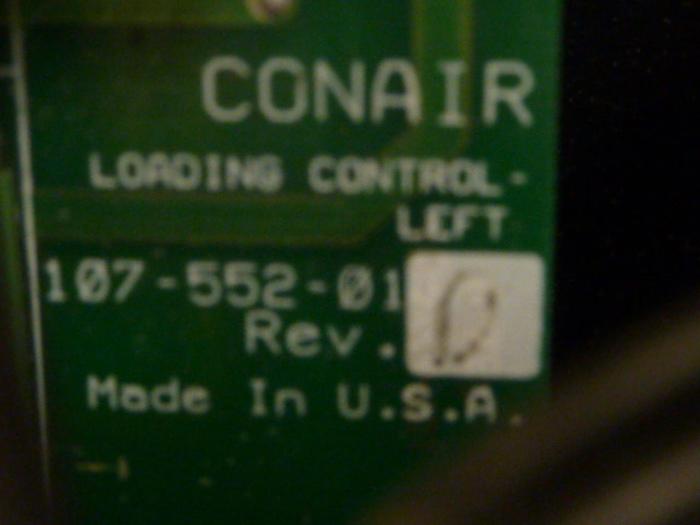 CONAIR
LOADING CONTROL-
LEFT
107-552-01
Rev. D
Made In U.S.A.